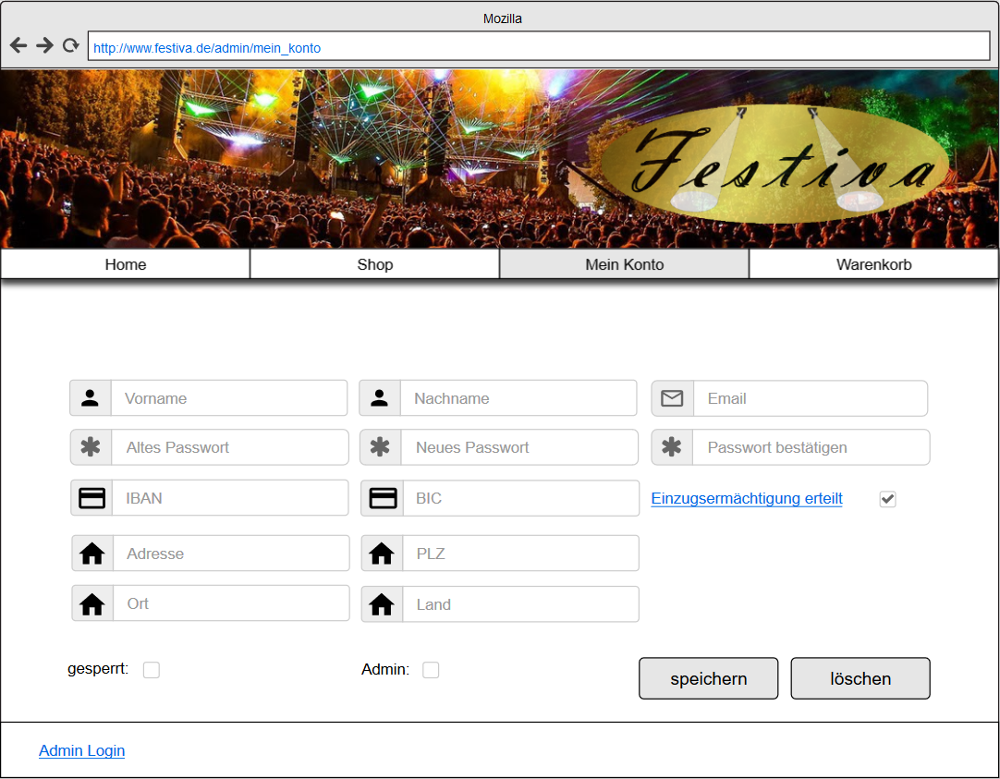 Mozilla
http://www.festiva.de/admin/mein_konto
Festiva
Home Shop Mein Konto Warenkorb
Vorname Nachname Email
Altes Passwort Neues Passwort Passwort bestätigen
IBAN BIC Einzugsermächtigung erteilt
Adresse PLZ
Ort Land
gesperrt: Admin: speichern löschen
Admin Login